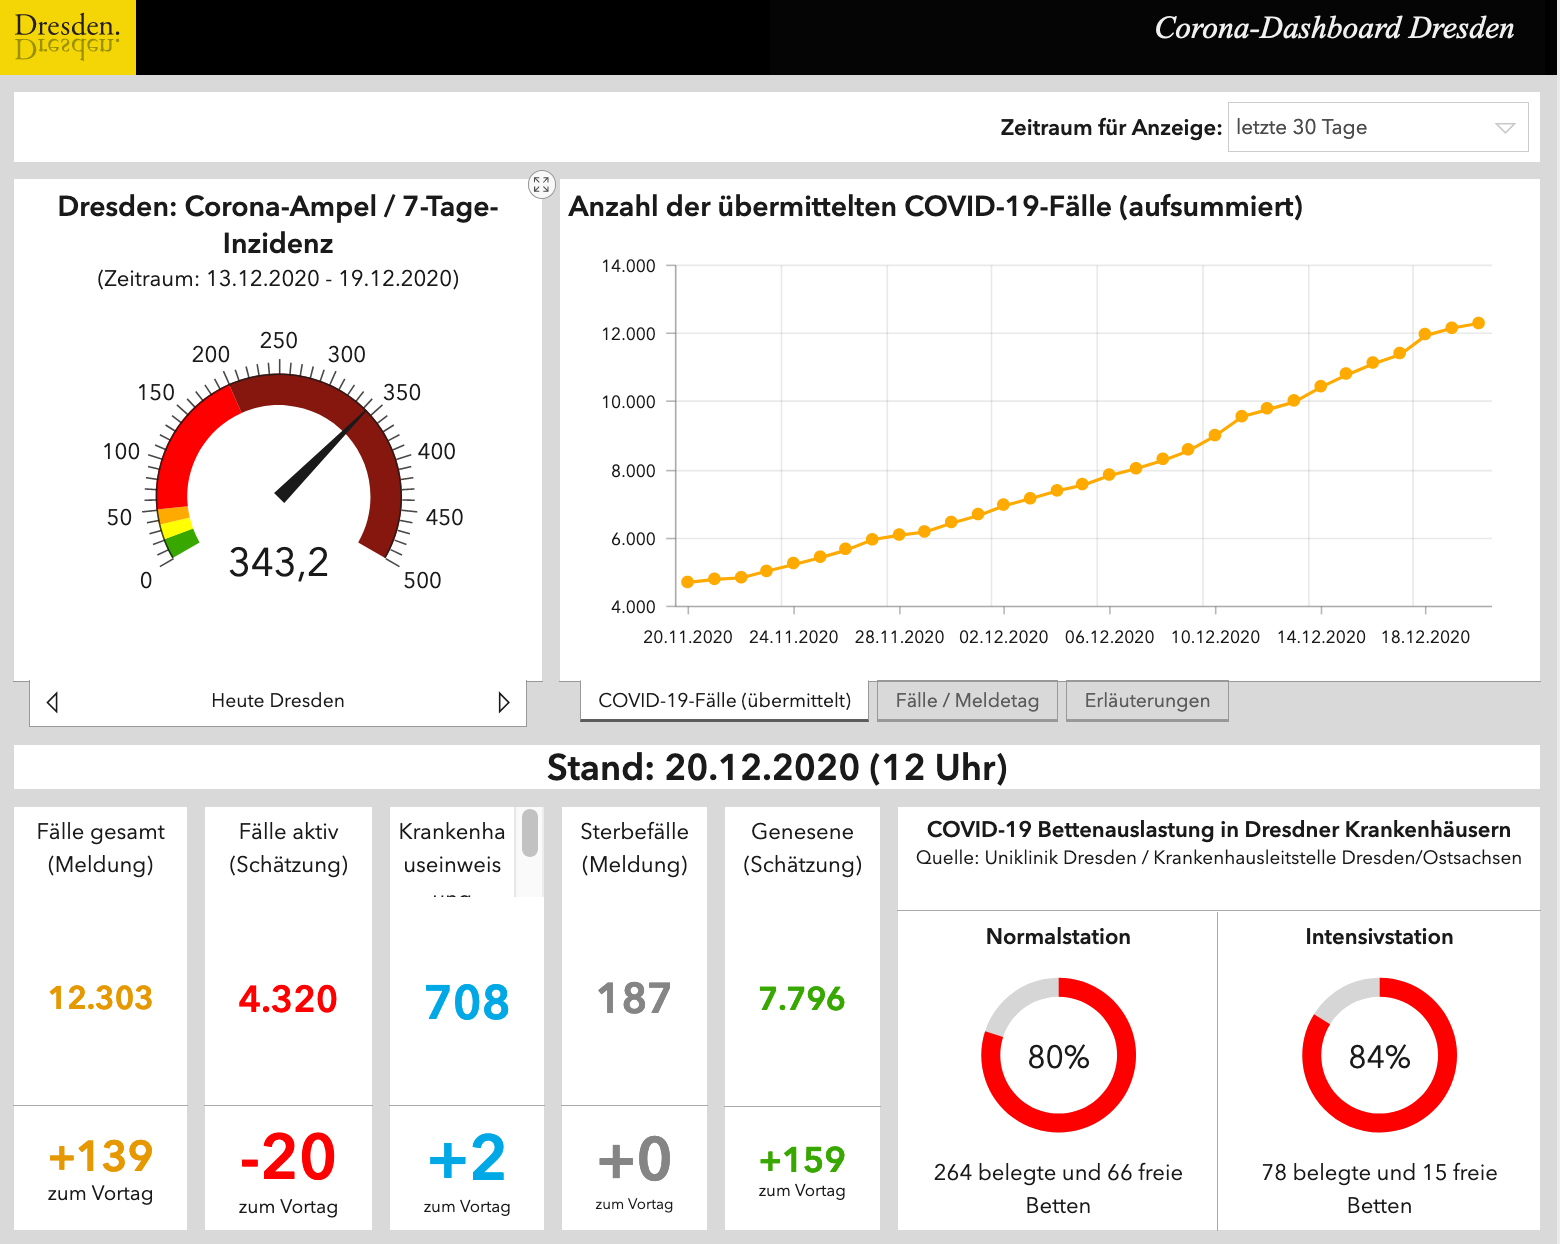 Dresden.
Dresden.
Corona-Dashboard Dresden
Zeitraum für Anzeige: letzte 30 Tage
Dresden: Corona-Ampel / 7-Tage-
Inzidenz
(Zeitraum: 13.12.2020 - 19.12.2020)
0
50
100
150
200
250
300
350
400
450
500
343,2
Heute Dresden
Anzahl der übermittelten COVID-19-Fälle (aufsummiert)
14.000
12.000
10.000
8.000
6.000
4.000
20.11.2020 24.11.2020 28.11.2020 02.12.2020 06.12.2020 10.12.2020 14.12.2020 18.12.2020
COVID-19-Fälle (übermittelt) Fälle / Meldetag Erläuterungen
Stand: 20.12.2020 (12 Uhr)
Fälle gesamt
(Meldung)
12.303
+139
zum Vortag
Fälle aktiv
(Schätzung)
4.320
-20
zum Vortag
Krankenha
useinweis
ung
708
+2
zum Vortag
Sterbefälle
(Meldung)
187
+0
zum Vortag
Genesene
(Schätzung)
7.796
+159
zum Vortag
COVID-19 Bettenauslastung in Dresdner Krankenhäusern
Quelle: Uniklinik Dresden / Krankenhausleitstelle Dresden/Ostsachsen
Normalstation
80%
264 belegte und 66 freie
Betten
Intensivstation
84%
78 belegte und 15 freie
Betten